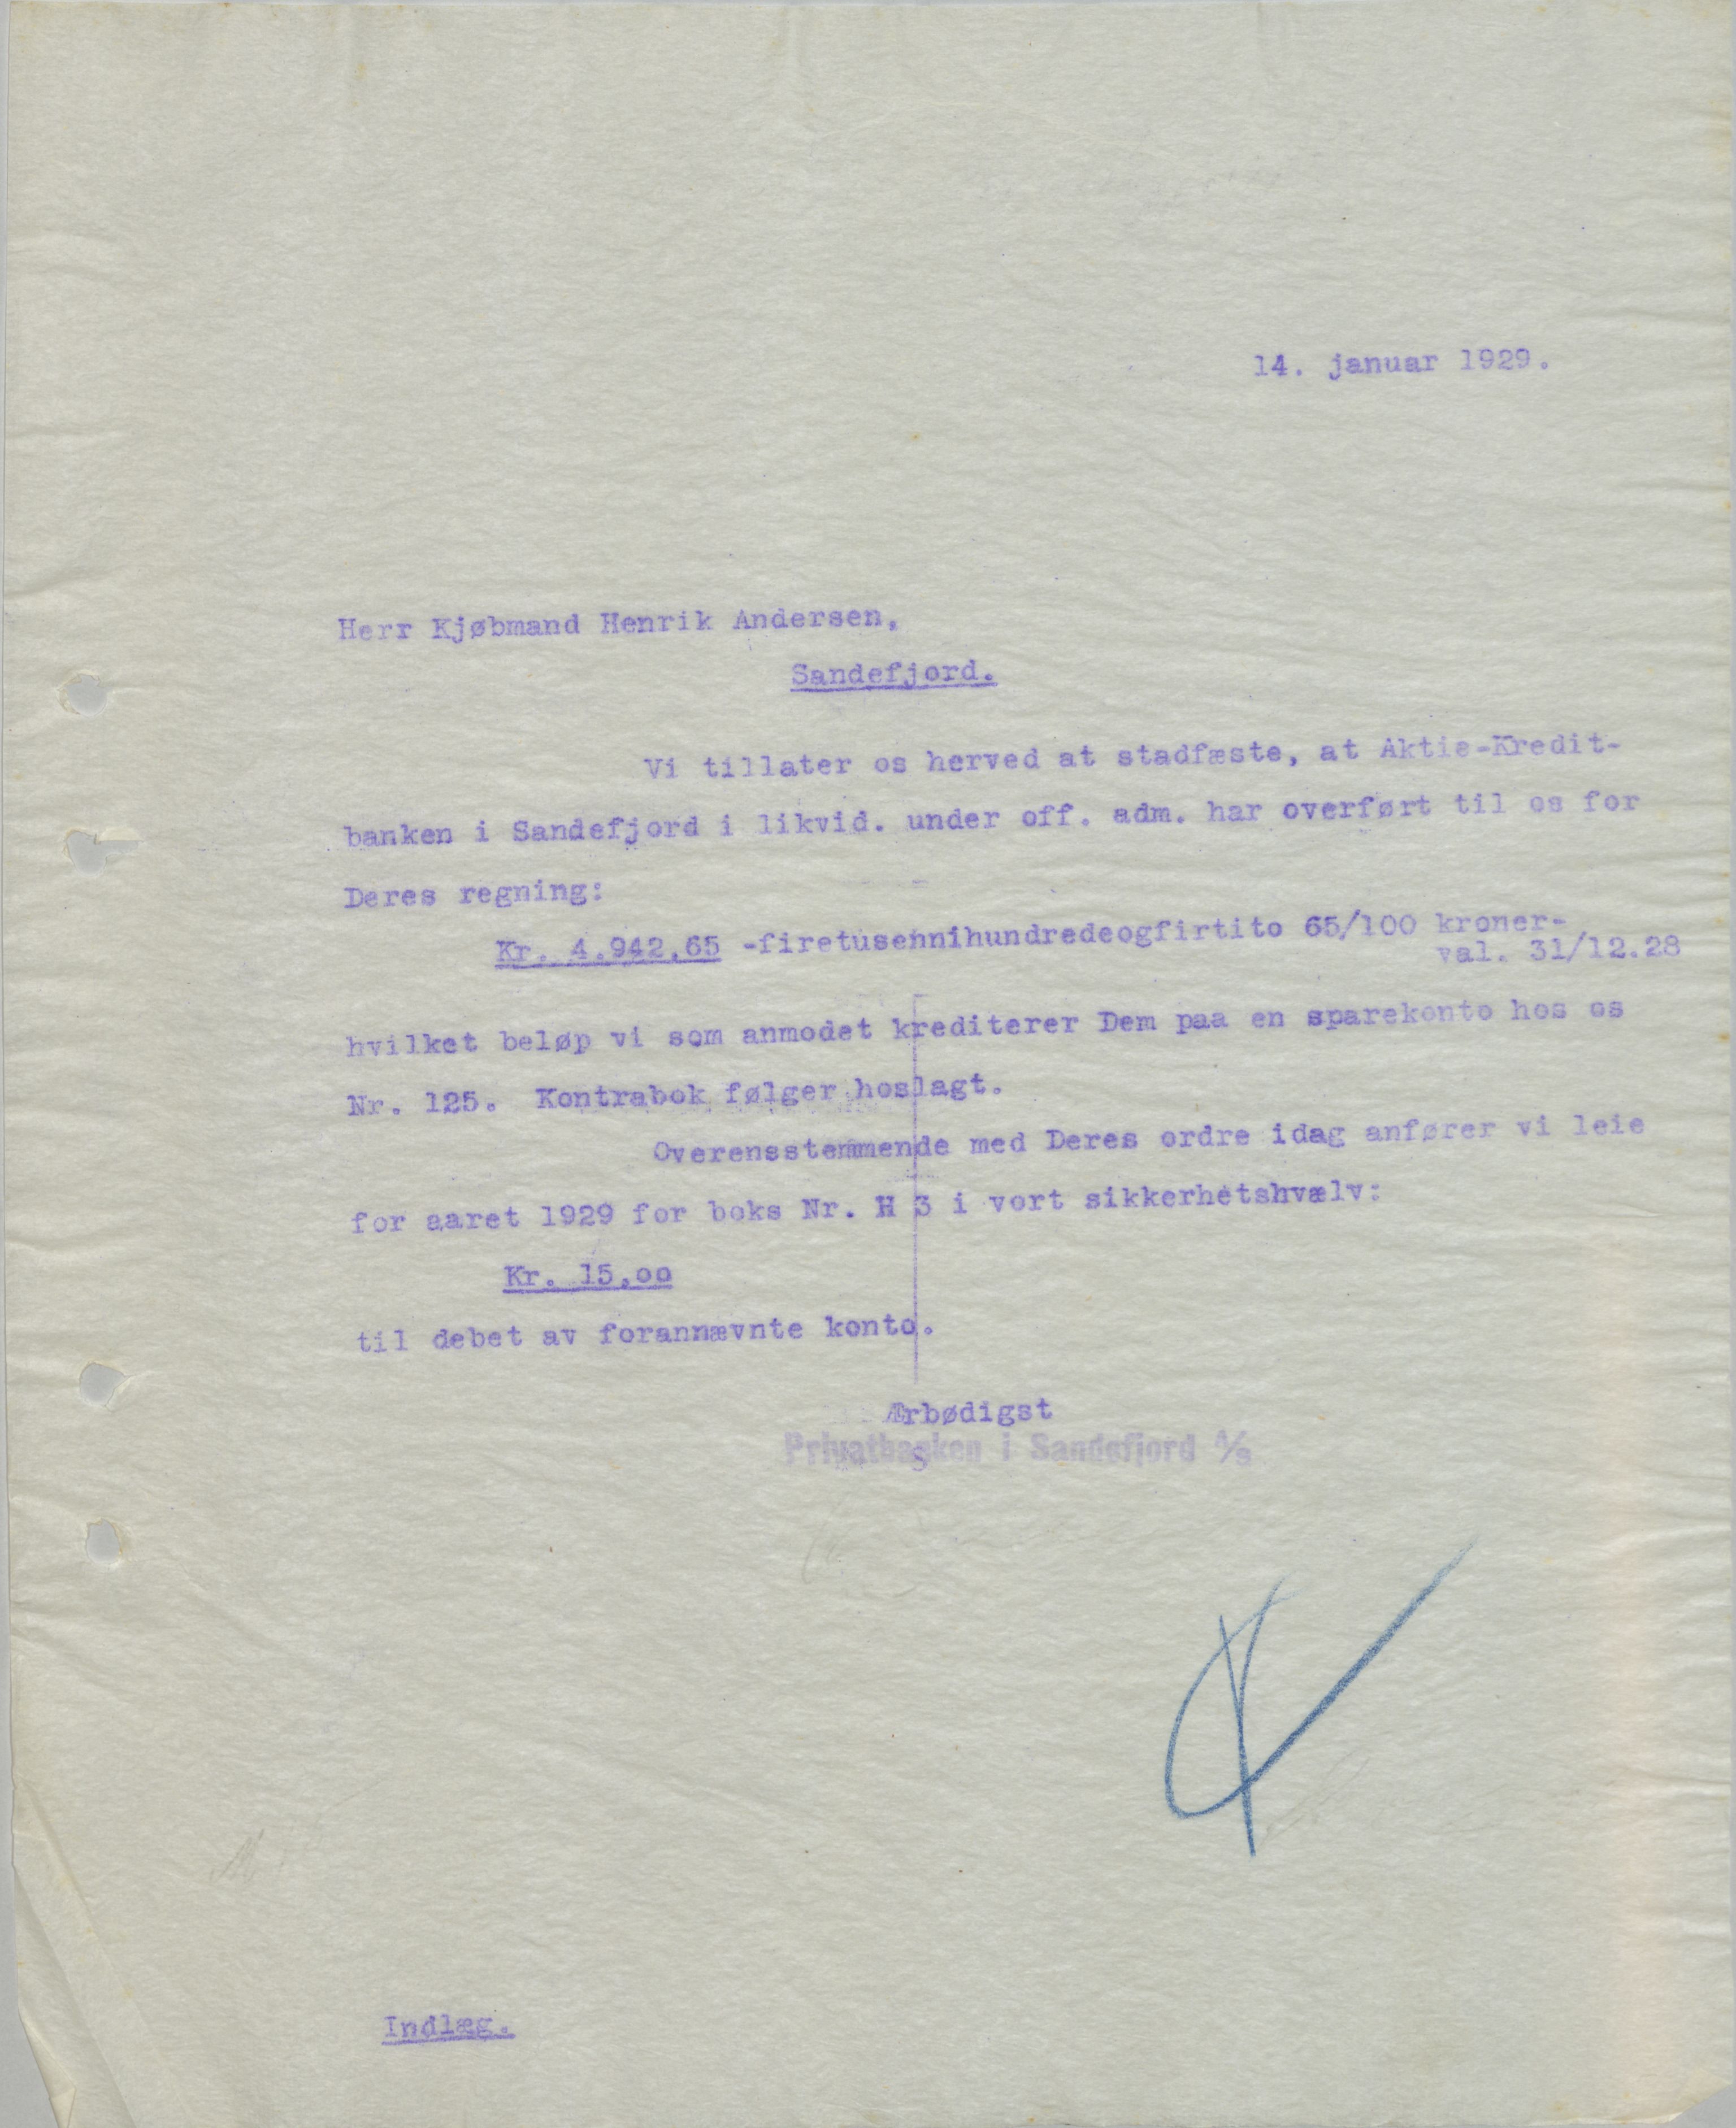 14. januar 1929.
Herr Kjøbmand Henrik Andersen,
Sandefjord.
Vi tillater os herved at stadfæste, at Aktie-Kredit-
banken i Sandefjord i likvid. under off. adm. har overført til os for
Deres regning:
Kr. 4.942,65 -firetusennihundredeogfirtito 65/100 kroner-
val. 31/12.28
hvilket beløp vi som anmodet krediterer Dem paa en sparekonto hos os
Nr. 125. Kontrabok følger hoslagt.
Overensstemmende med Deres ordre idag anfører vi leie
for aaret 1929 for boks Nr. H 3 i vort sikkerhetshvælv:
Kr. 15,oo
til debet av forannævnte konto.
Ærbødigst
Privatbanken i Sandefjord A/S
Indlæg.